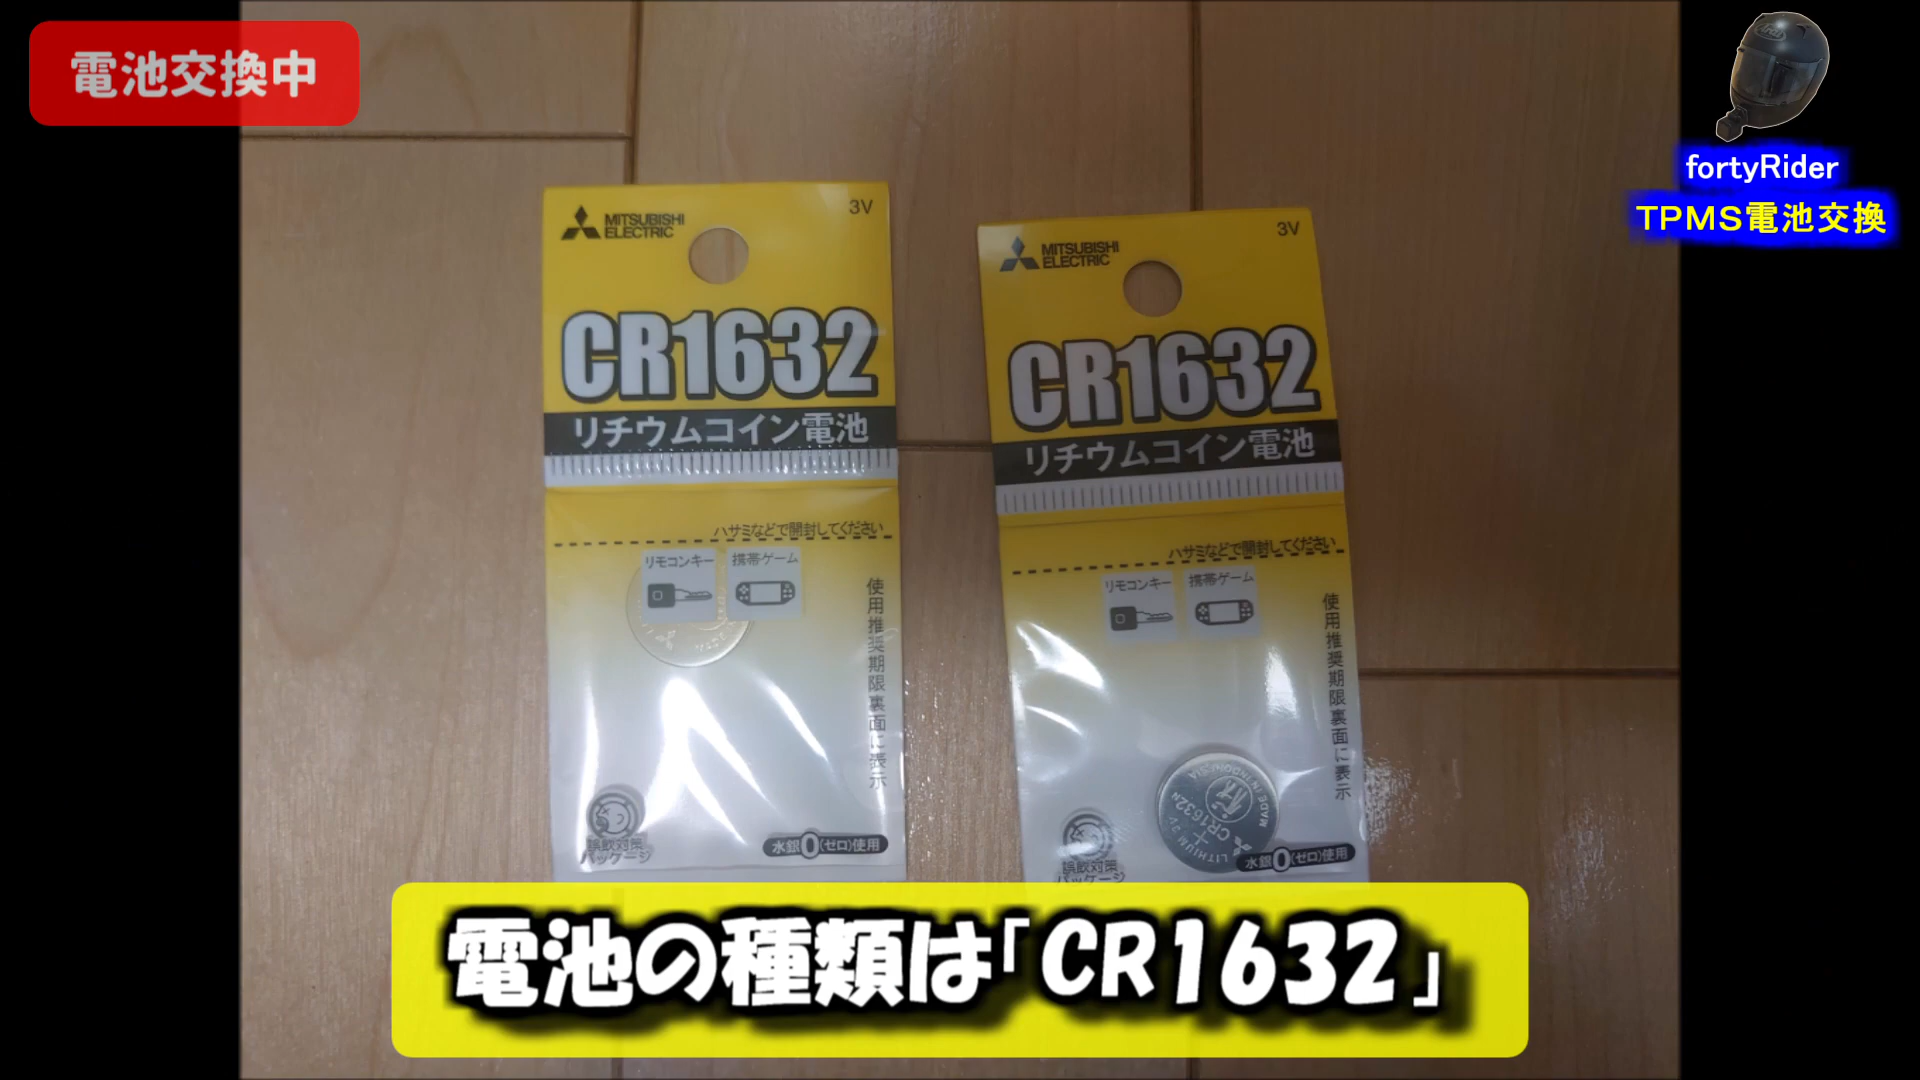 電池交換中
Arai
fortyRider
TPMS電池交換
MITSUBISHI
ELECTRIC
3V
CR1632
リチウムコイン電池
ハサミなどで開封してください
リモコンキー
携帯ゲーム
使用推奨期限裏面に表示
誤飲対策
パッケージ
水銀0(ゼロ)使用
MITSUBISHI
ELECTRIC
3V
CR1632
リチウムコイン電池
ハサミなどで開封してください
リモコンキー
携帯ゲーム
使用推奨期限裏面に表示
MADE IN INDONESIA
CR1632
LITHIUM 3V
誤飲対策
パッケージ
水銀0(ゼロ)使用
電池の種類は「CR1632」